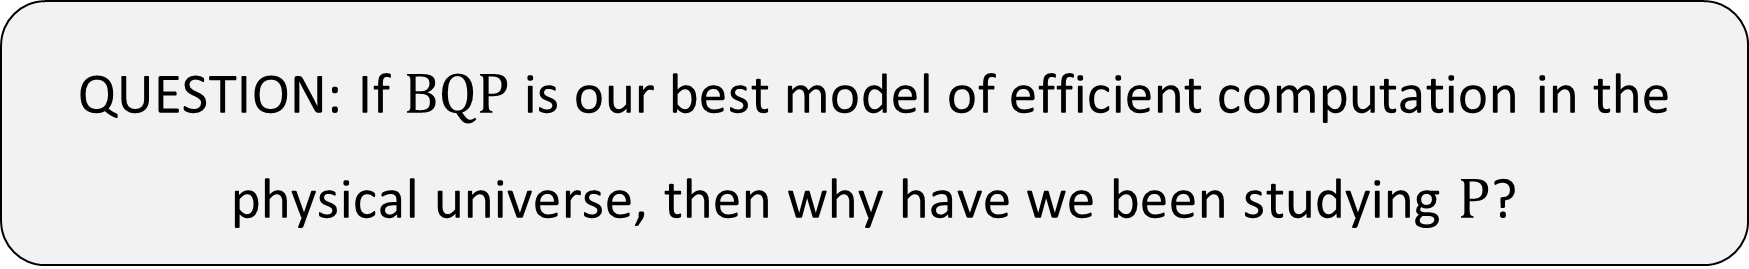 QUESTION: If BQP is our best model of efficient computation in the
physical universe, then why have we been studying P?